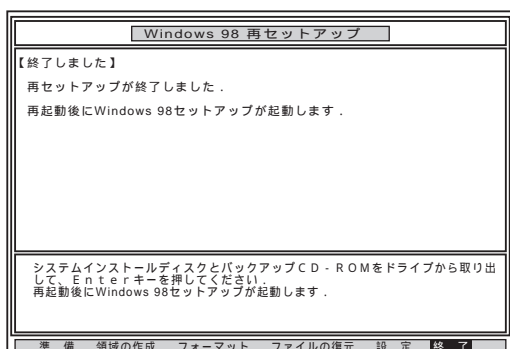 Windows 98 再セットアップ
【終了しました】
再セットアップが終了しました．
再起動後にWindows 98セットアップが起動します．
システムインストールディスクとバックアップＣＤ‐ＲＯＭをドライブから取り出
して、Ｅｎｔｅｒキーを押してください．
再起動後にWindows 98セットアップが起動します．
準　備　領域の作成　フォーマット　ファイルの復元　設　定　終　了